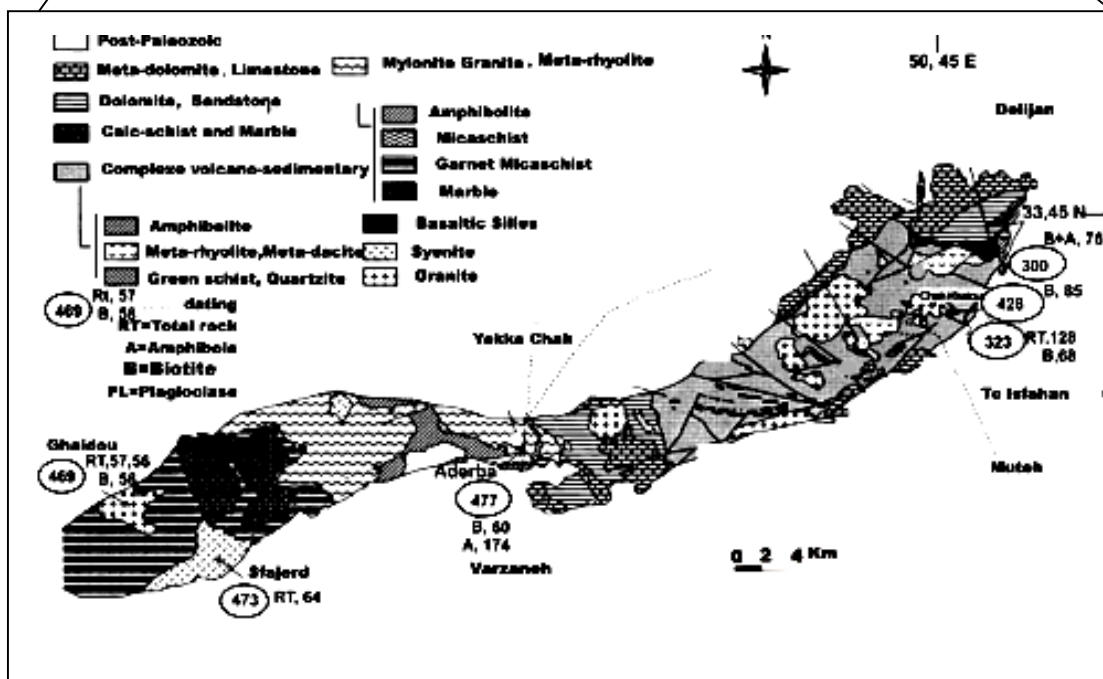 Post-Paleozoic
Meta-dolomite, Limestone
Mylonite Granite, Meta-rhyolite
N
50, 45 E
Dolomite, Sandstone
Amphibolite
Delijan
Calc-schist and Marble
Micaschist
Complexe volcano-sedimentary
Garnet Micaschist
Marble
33,45 N
Amphibolite
Basaltic Silles
B+A, 76
Meta-rhyolite, Meta-dacite
Syenite
300
Green schist, Quartzite
Granite
B, 85
428
469 Rt, 57
B, 56
dating
RT=Total rock
323
RT,128
B,68
A=Amphibole
Yekke Chah
B=Biotite
PL=Plagioclase
To Isfahan
Ghaidou
Muteh
469
RT,57,56
B, 56
Aderba
477
B, 60
A, 174
0 2 4 Km
Sfajerd
Varzaneh
473
RT, 64